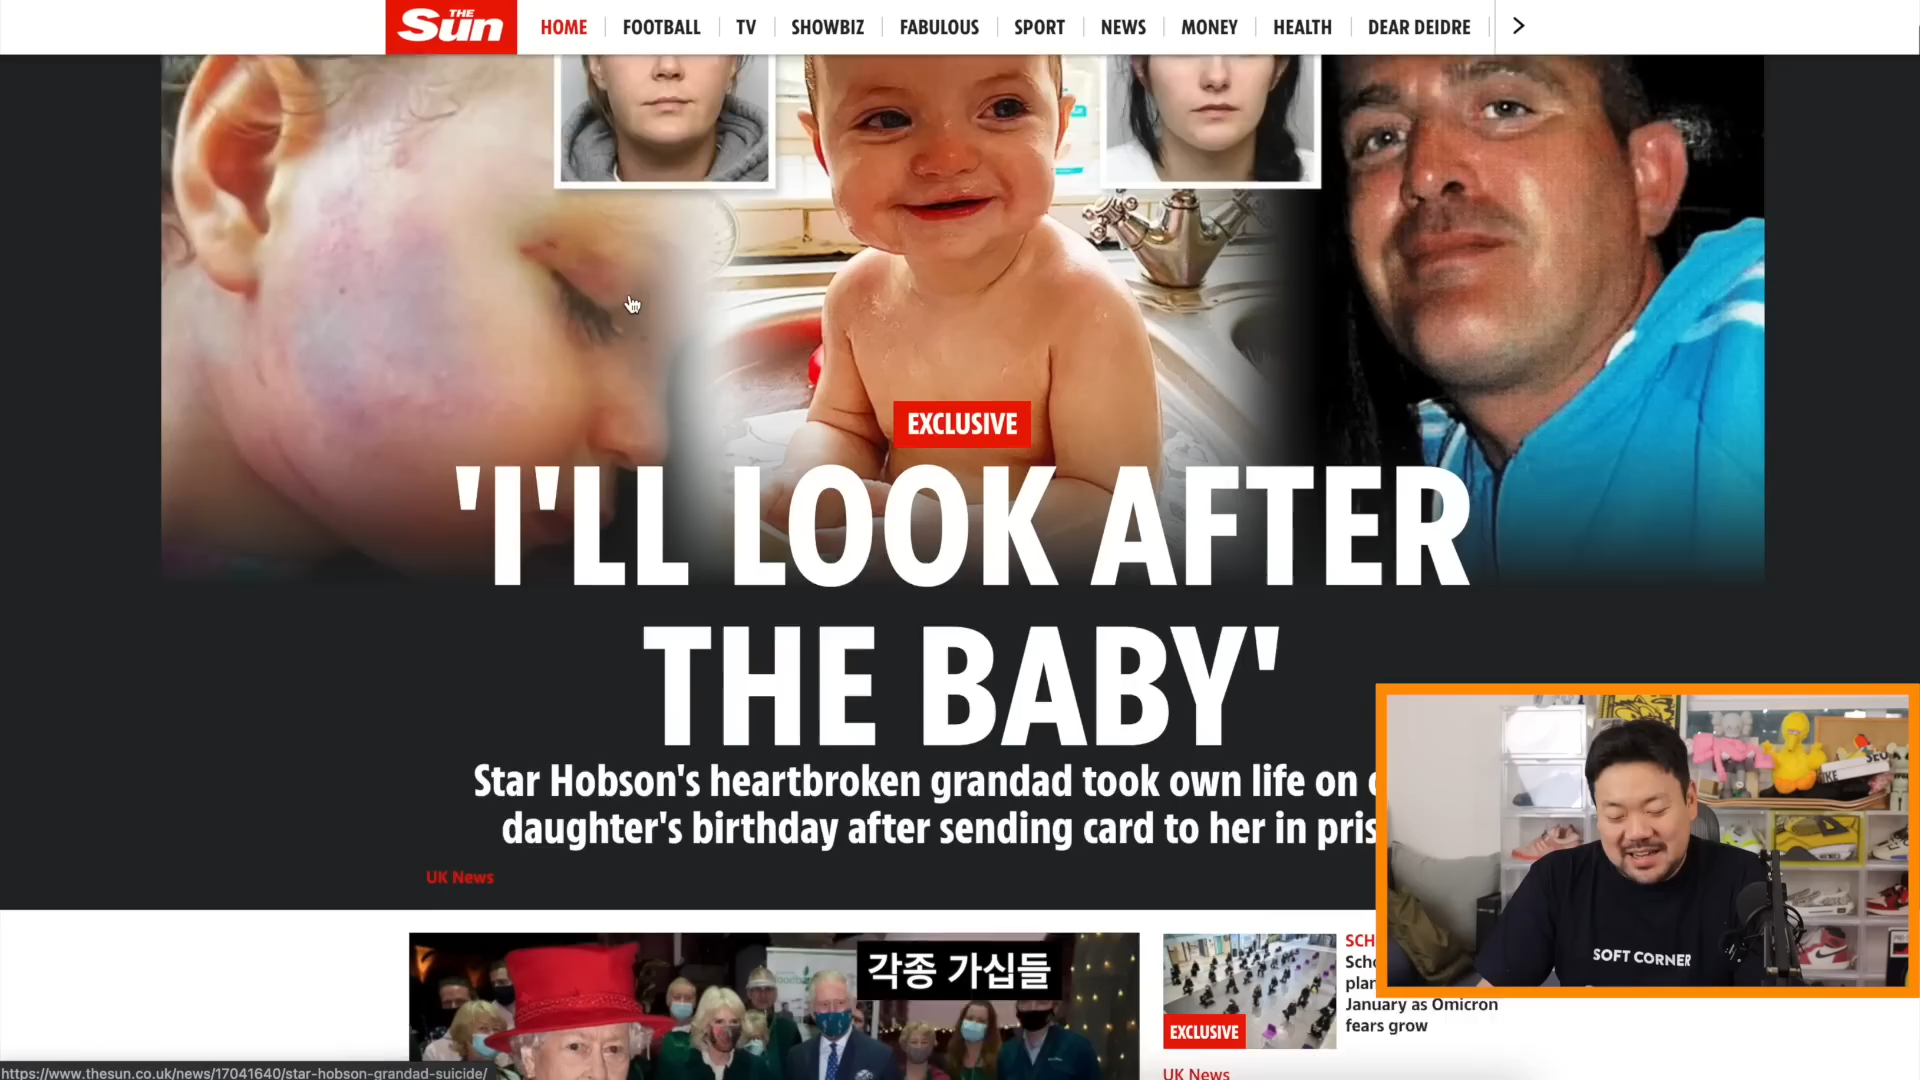 THE
Sun
HOME
FOOTBALL
TV
SHOWBIZ
FABULOUS
SPORT
NEWS
MONEY
HEALTH
DEAR DEIDRE
EXCLUSIVE
'I'LL LOOK AFTER
THE BABY'
Star Hobson's heartbroken grandad took own life on
daughter's birthday after sending card to her in pris
UK News
각종 가십들
SCH
Scho
plan
January as Omicron
fears grow
EXCLUSIVE
UK News
SOFT CORNER
https://www.thesun.co.uk/news/17041640/star-hobson-grandad-suicide/